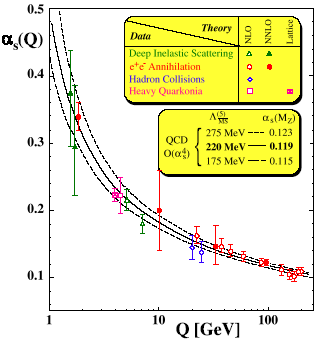 0.5
αs(Q)
0.4
0.3
0.2
0.1
Theory
Data
NLO
NNLO
Lattice
Deep Inelastic Scattering
e+e- Annihilation
Hadron Collisions
Heavy Quarkonia
Λ(5)MS αs(MZ)
QCD O(αs4)
275 MeV 0.123
220 MeV 0.119
175 MeV 0.115
1 10 100
Q [GeV]